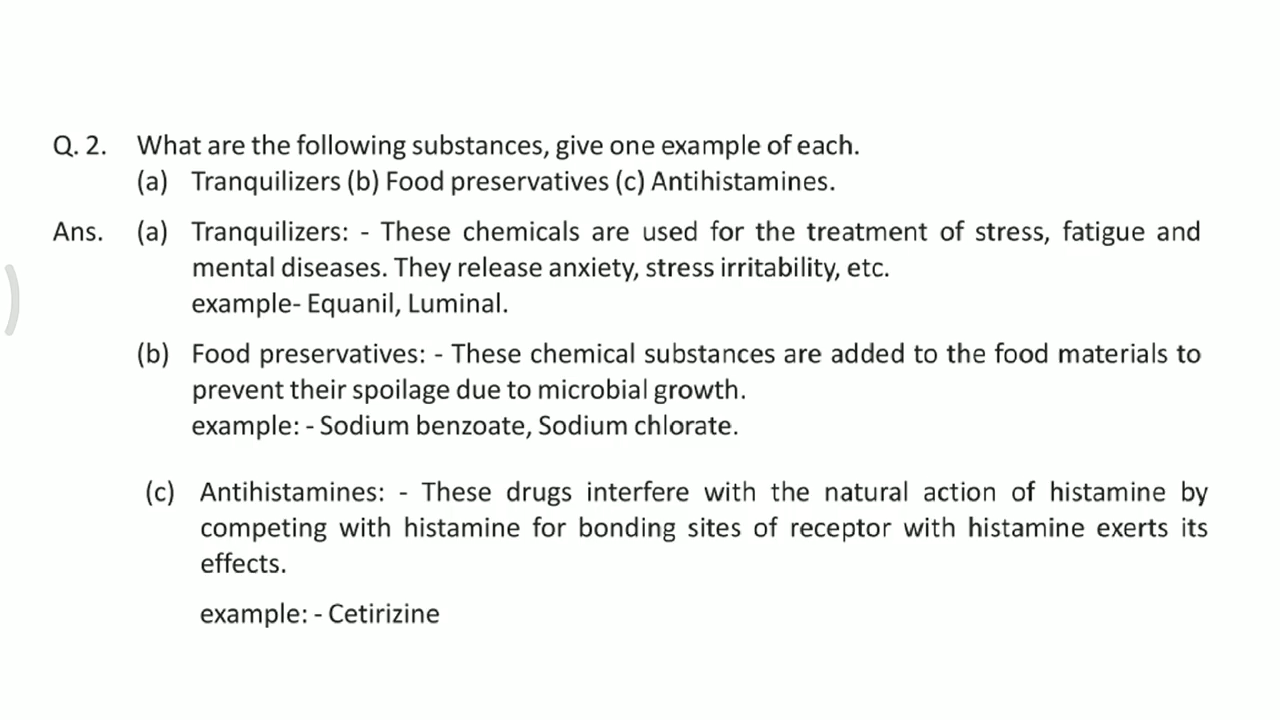 Q. 2. What are the following substances, give one example of each.
(a) Tranquilizers (b) Food preservatives (c) Antihistamines.
Ans. (a) Tranquilizers: - These chemicals are used for the treatment of stress, fatigue and
mental diseases. They release anxiety, stress irritability, etc.
example- Equanil, Luminal.
(b) Food preservatives: - These chemical substances are added to the food materials to
prevent their spoilage due to microbial growth.
example: - Sodium benzoate, Sodium chlorate.
(c) Antihistamines: - These drugs interfere with the natural action of histamine by
competing with histamine for bonding sites of receptor with histamine exerts its
effects.
example: - Cetirizine